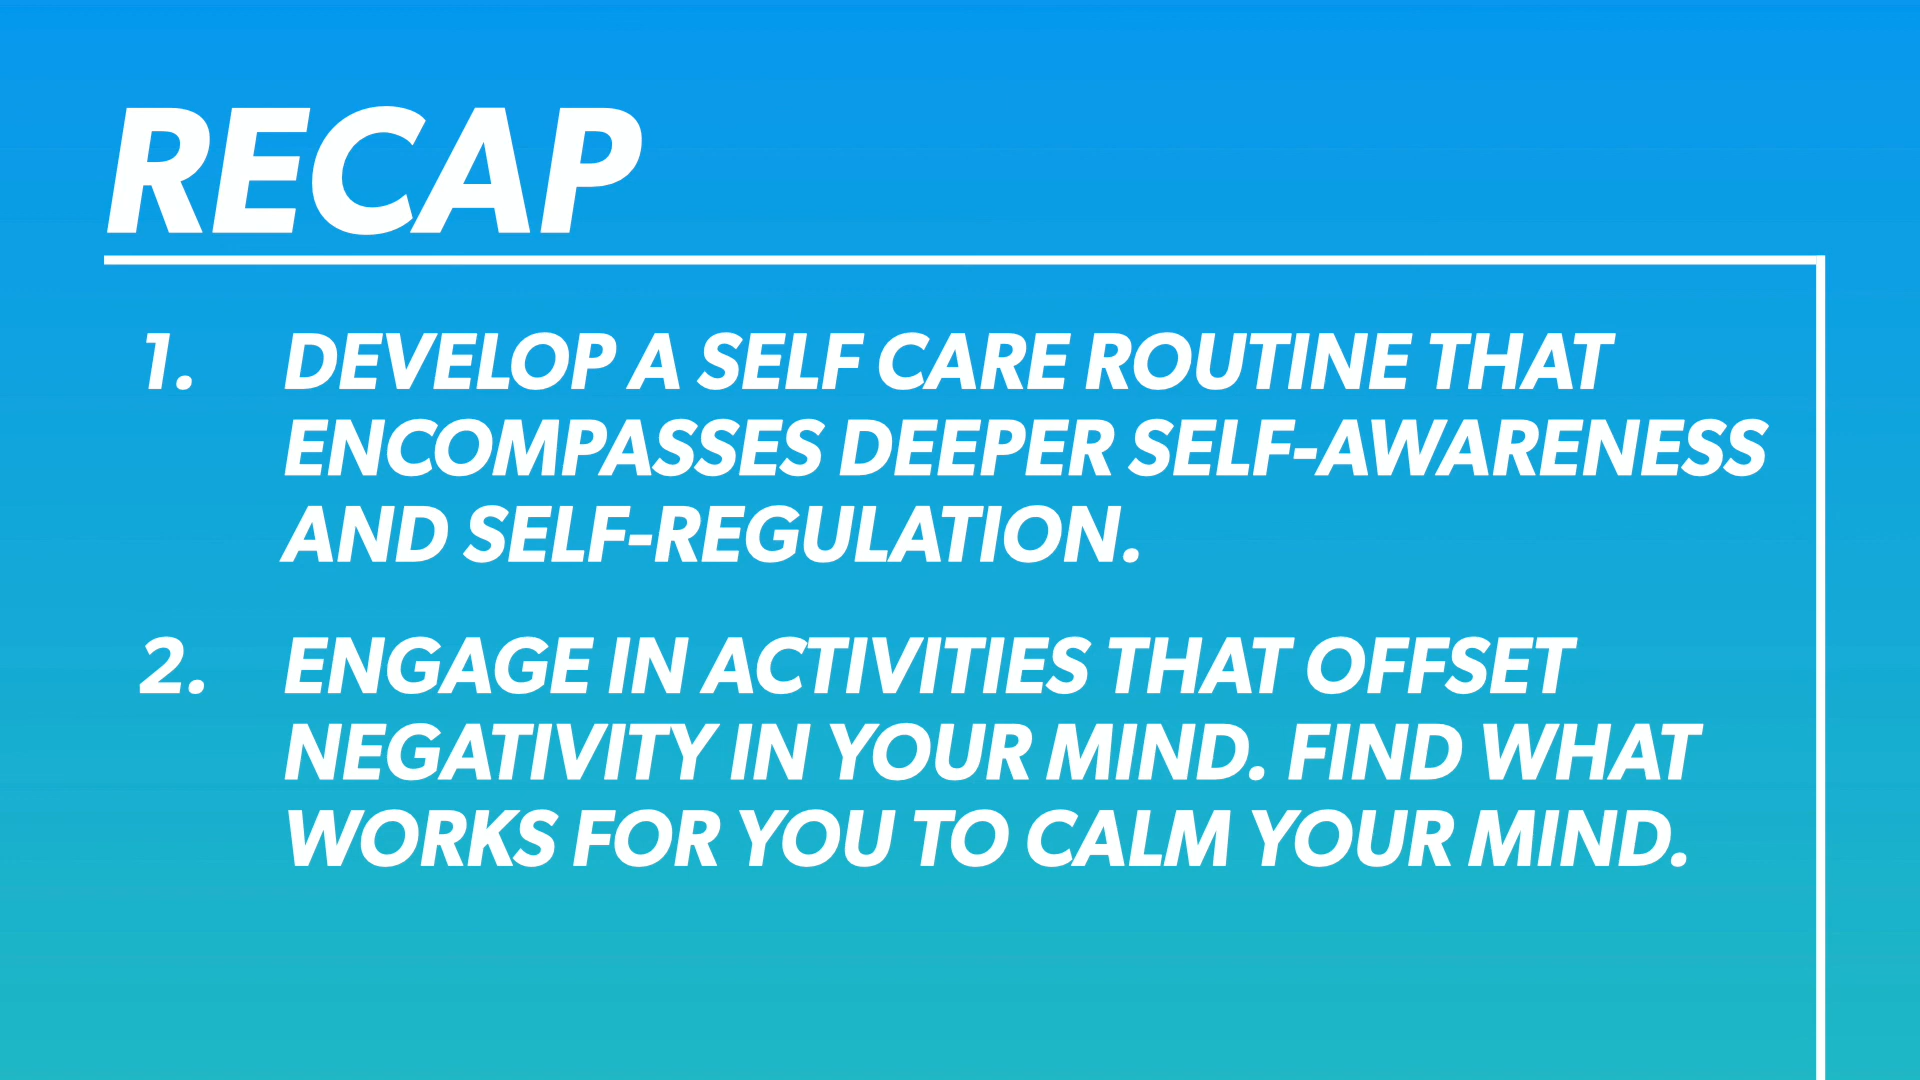 RECAP
1. DEVELOP A SELF CARE ROUTINE THAT
ENCOMPASSES DEEPER SELF-AWARENESS
AND SELF-REGULATION.
2. ENGAGE IN ACTIVITIES THAT OFFSET
NEGATIVITY IN YOUR MIND. FIND WHAT
WORKS FOR YOU TO CALM YOUR MIND.